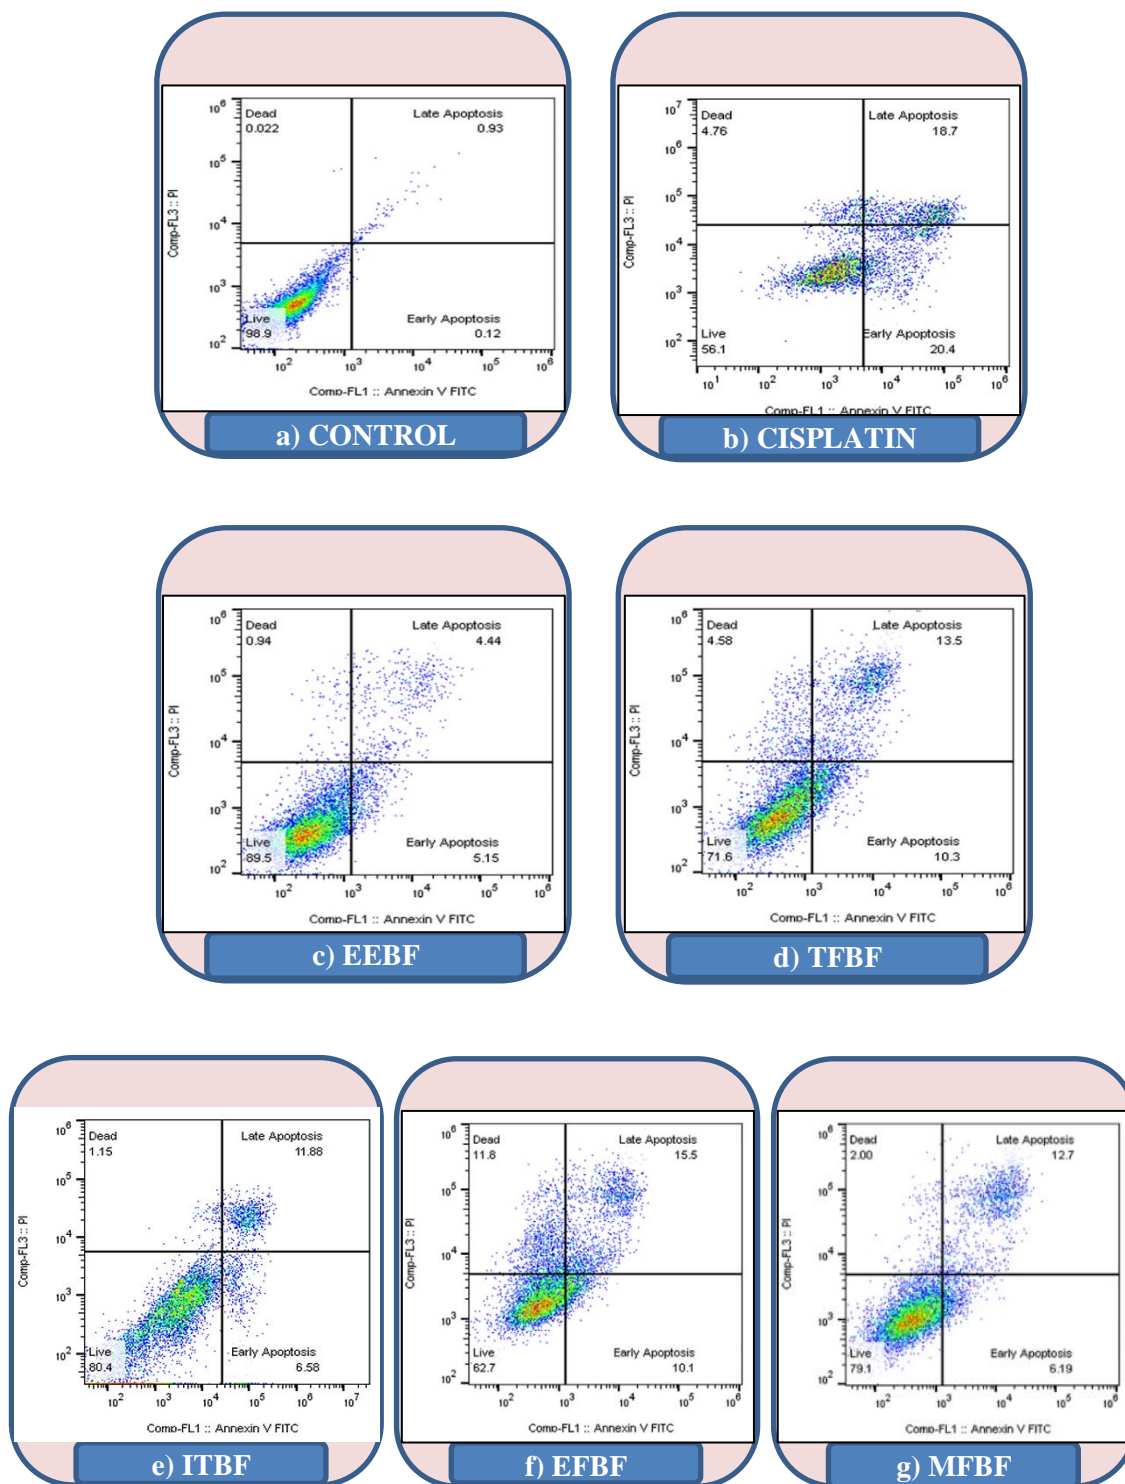 10^6
Dead
0.022
Late Apoptosis
0.93
10^5
10^4
10^3
10^2
Comp-FL3 :: PI
Live
98.9
Early Apoptosis
0.12
10^2 10^3 10^4 10^5 10^6
Comp-FL1 :: Annexin V FITC
a) CONTROL
10^7
Dead
4.76
Late Apoptosis
18.7
10^6
10^5
10^4
10^3
10^2
Comp-FL3 :: PI
Live
56.1
Early Apoptosis
20.4
10^1 10^2 10^3 10^4 10^5 10^6
Comp-FL1 :: Annexin V FITC
b) CISPLATIN
10^6
Dead
0.94
Late Apoptosis
4.44
10^5
10^4
10^3
10^2
Comp-FL3 :: PI
Live
89.5
Early Apoptosis
5.15
10^2 10^3 10^4 10^5 10^6
Comp-FL1 :: Annexin V FITC
c) EEBF
10^6
Dead
4.58
Late Apoptosis
13.5
10^5
10^4
10^3
10^2
Comp-FL3 :: PI
Live
71.6
Early Apoptosis
10.3
10^2 10^3 10^4 10^5 10^6
Comp-FL1 :: Annexin V FITC
d) TFBF
10^6
Dead
1.15
Late Apoptosis
11.88
10^5
10^4
10^3
10^2
Comp-FL3 :: PI
Live
80.4
Early Apoptosis
6.58
10^2 10^3 10^4 10^5 10^6 10^7
Comp-FL1 :: Annexin V FITC
e) ITBF
10^6
Dead
11.8
Late Apoptosis
15.5
10^5
10^4
10^3
10^2
Comp-FL3 :: PI
Live
62.7
Early Apoptosis
10.1
10^2 10^3 10^4 10^5 10^6
Comp-FL1 :: Annexin V FITC
f) EFBF
10^6
Dead
2.00
Late Apoptosis
12.7
10^5
10^4
10^3
10^2
Comp-FL3 :: PI
Live
79.1
Early Apoptosis
6.19
10^2 10^3 10^4 10^5 10^6
Comp-FL1 :: Annexin V FITC
g) MFBF